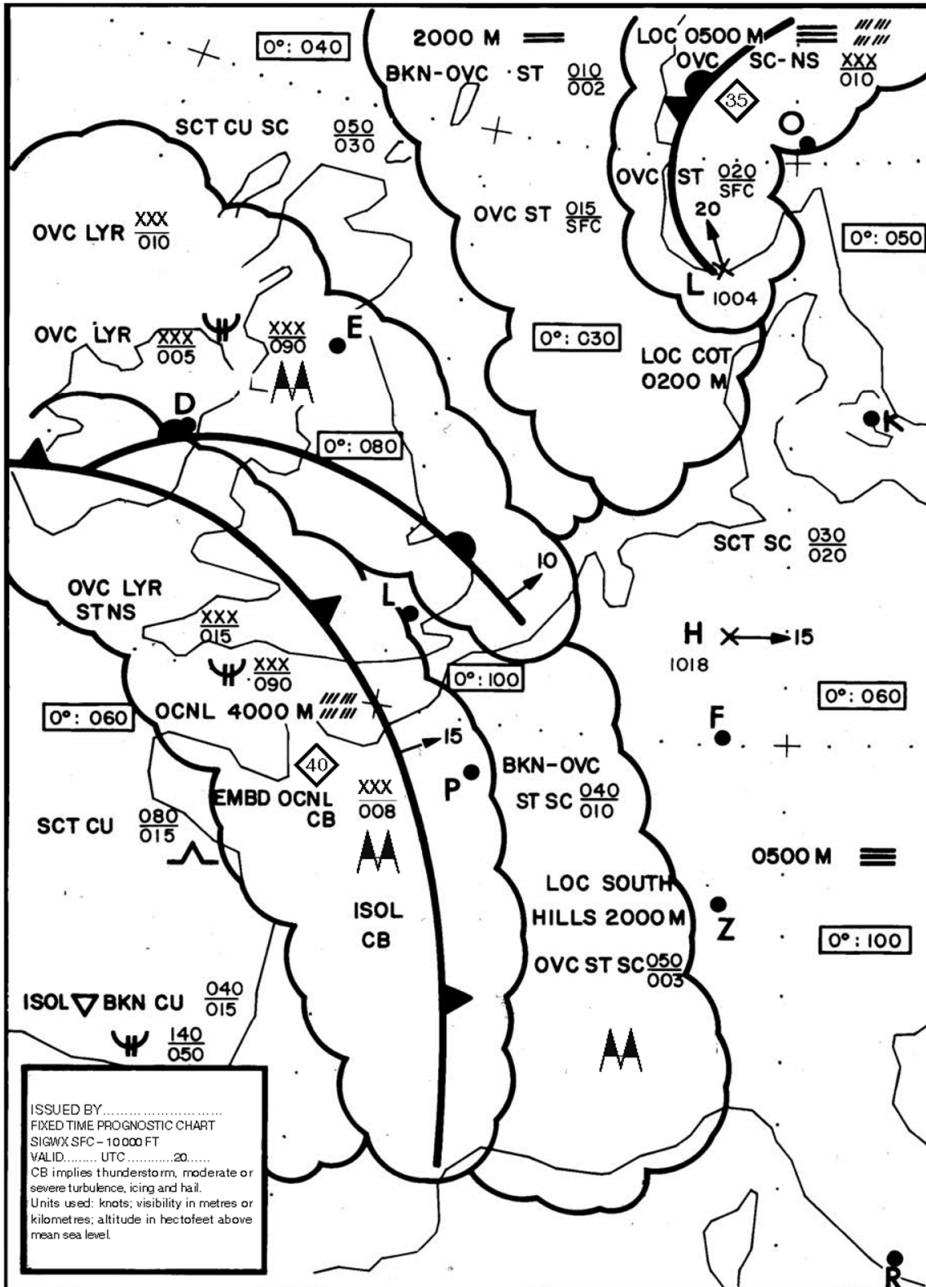 0°: 040
2000 M
BKN-OVC ST 010
002
LOC 0500 M
OVC SC-NS XXX
010
35
O
SCT CU SC 050
030
OVC LYR XXX
010
OVC ST 015
SFC
OVC ST 020
SFC
20
0°: 050
L 1004
OVC LYR XXX
005
XXX
090
E
0°: 030
LOC COT
0200 M
D
K
0°: 080
SCT SC 030
020
10
OVC LYR
ST NS
XXX
015
L
H 15
1018
XXX
090
0°: 100
OCNL 4000 M
0°: 060
0°: 060
F
15
40
EMBD OCNL
CB
XXX
008
P
BKN-OVC
ST SC 040
010
SCT CU 080
015
0500 M
ISOL
CB
LOC SOUTH
HILLS 2000 M
Z
OVC ST SC 050
003
0°: 100
ISOL BKN CU 040
015
140
050
ISSUED BY........................
FIXED TIME PROGNOSTIC CHART
SIGWX SFC – 10 000 FT
VALID......... UTC ............20......
CB implies thunderstorm, moderate or
severe turbulence, icing and hail.
Units used: knots; visibility in metres or
kilometres; altitude in hectofeet above
mean sea level.
R